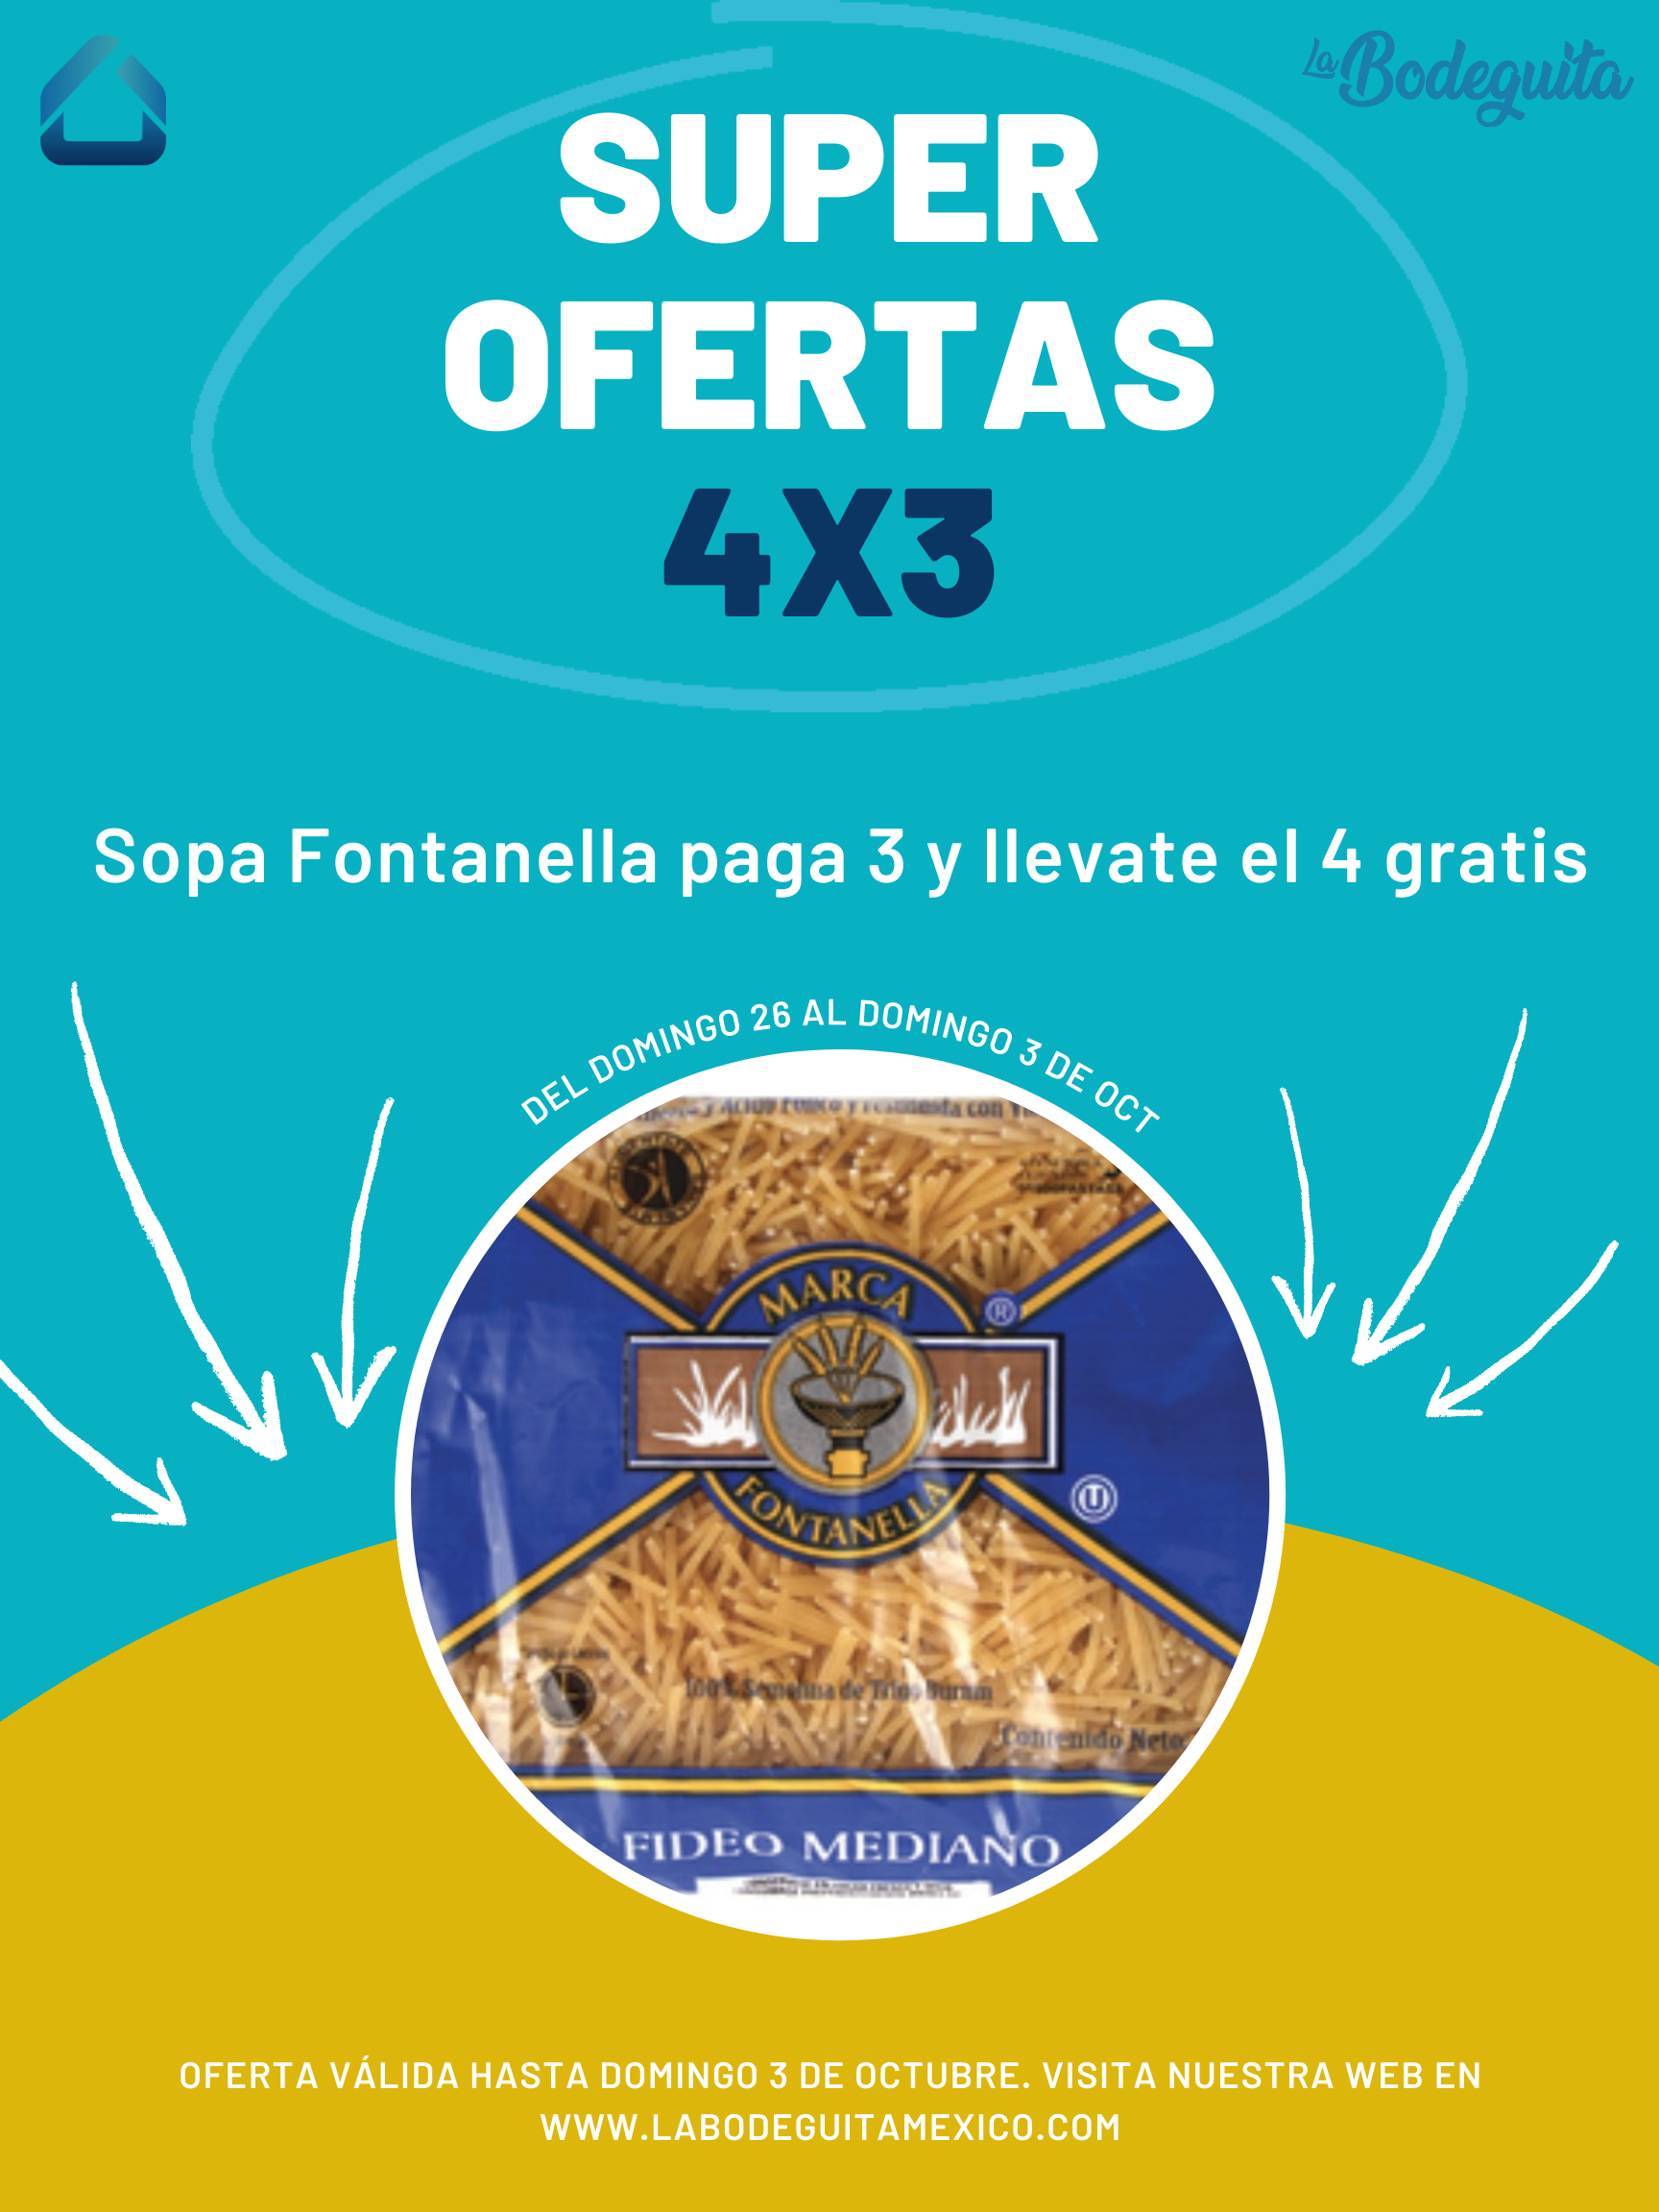 La Bodeguita
SUPER
OFERTAS
4X3
Sopa Fontanella paga 3 y llevate el 4 gratis
DEL DOMINGO 26 AL DOMINGO 3 DE OCT
MARCA
®
FONTANELLA
U
100% Semolina de Trigo Durum
Contenido Neto
FIDEO MEDIANO
OFERTA VÁLIDA HASTA DOMINGO 3 DE OCTUBRE. VISITA NUESTRA WEB EN
WWW.LABODEGUITAMEXICO.COM